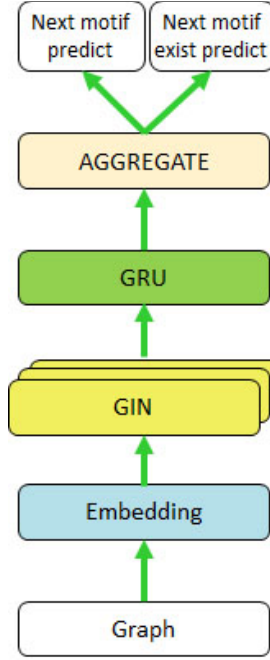 Next motif
predict
Next motif
exist predict
AGGREGATE
GRU
GIN
Embedding
Graph